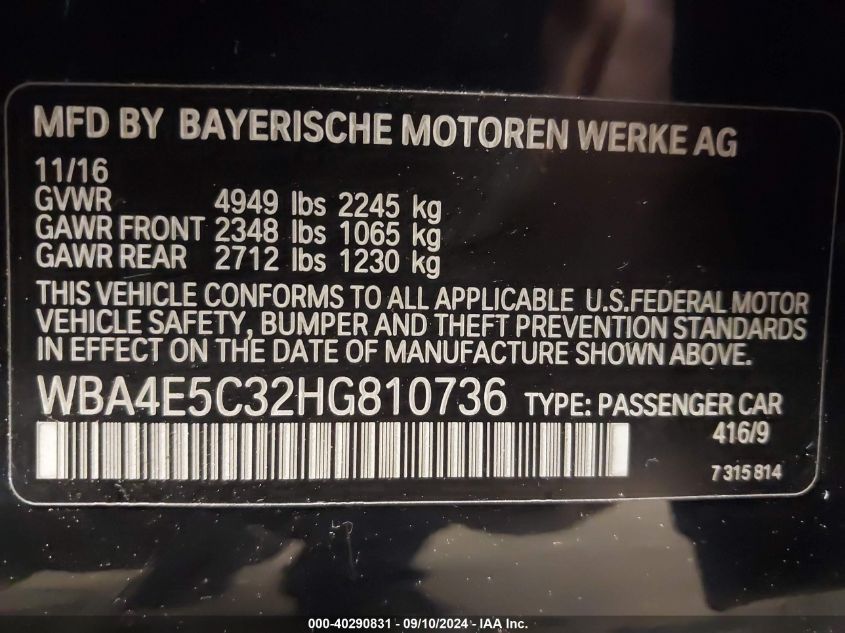 MFD BY BAYERISCHE MOTOREN WERKE AG
11/16
GVWR 4949 lbs 2245 kg
GAWR FRONT 2348 lbs 1065 kg
GAWR REAR 2712 lbs 1230 kg
THIS VEHICLE CONFORMS TO ALL APPLICABLE U.S.FEDERAL MOTOR
VEHICLE SAFETY, BUMPER AND THEFT PREVENTION STANDARDS
IN EFFECT ON THE DATE OF MANUFACTURE SHOWN ABOVE.
WBA4E5C32HG810736 TYPE: PASSENGER CAR
416/9
7 315 814
000-40290831 - 09/10/2024 - IAA Inc.